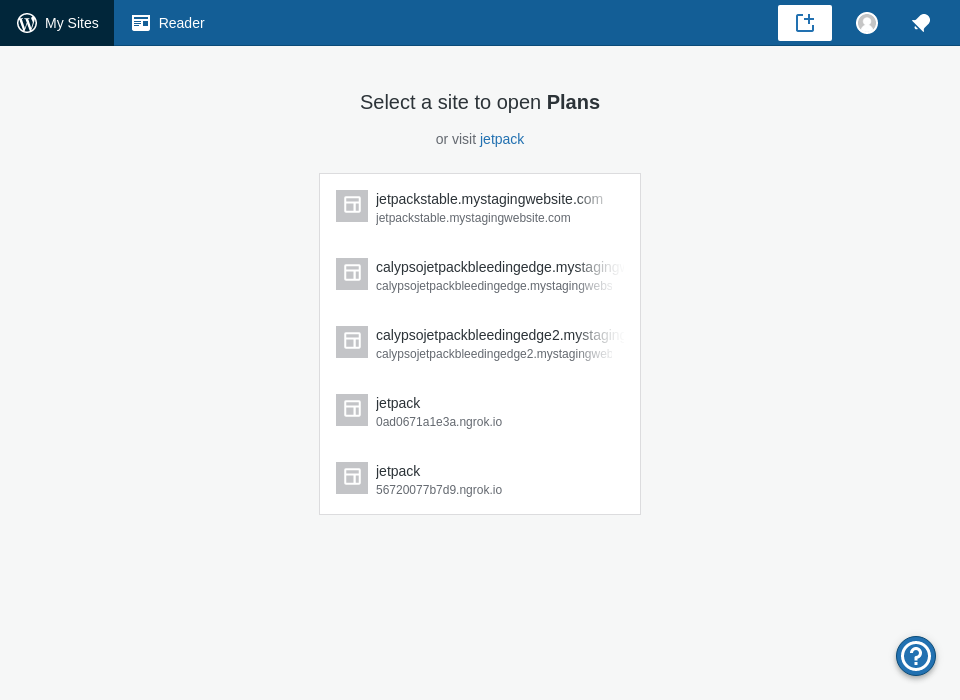 My Sites
Reader
Select a site to open Plans
or visit jetpack
jetpackstable.mystagingwebsite.com
jetpackstable.mystagingwebsite.com
calypsojetpackbleedingedge.mystagingw
calypsojetpackbleedingedge.mystagingwebs
calypsojetpackbleedingedge2.mystaging
calypsojetpackbleedingedge2.mystagingweb
jetpack
0ad0671a1e3a.ngrok.io
jetpack
56720077b7d9.ngrok.io